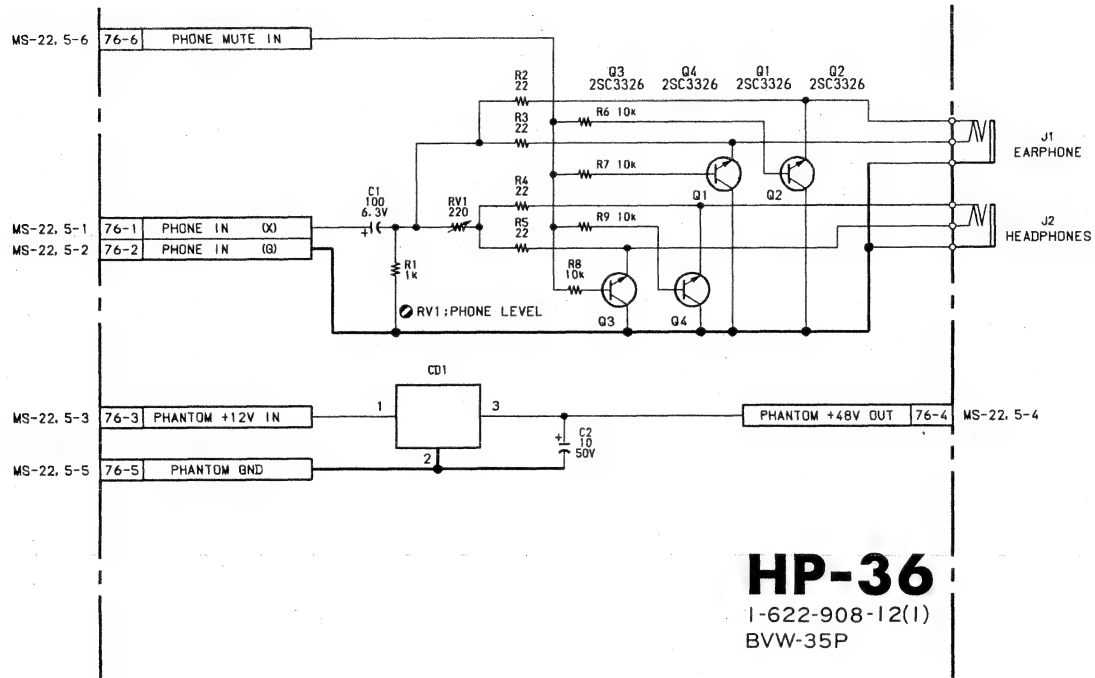 MS-22, 5-6 76-6 PHONE MUTE IN
Q3 Q4 Q1 Q2
2SC3326 2SC3326 2SC3326 2SC3326
R2
22
R6 10k
R3
22
J1
EARPHONE
R7 10k
Q1 Q2
R4
22
C1
100
6.3V
+
RV1
220
R9 10k
R5
22
J2
HEADPHONES
MS-22, 5-1 76-1 PHONE IN (X)
MS-22, 5-2 76-2 PHONE IN (G)
R1
1k
R8
10k
RV1;PHONE LEVEL
Q3 Q4
CD1
1 3
2
MS-22, 5-3 76-3 PHANTOM +12V IN
PHANTOM +48V OUT 76-4 MS-22, 5-4
+
C2
10
50V
MS-22, 5-5 76-5 PHANTOM GND
HP-36
1-622-908-12(1)
BVW-35P